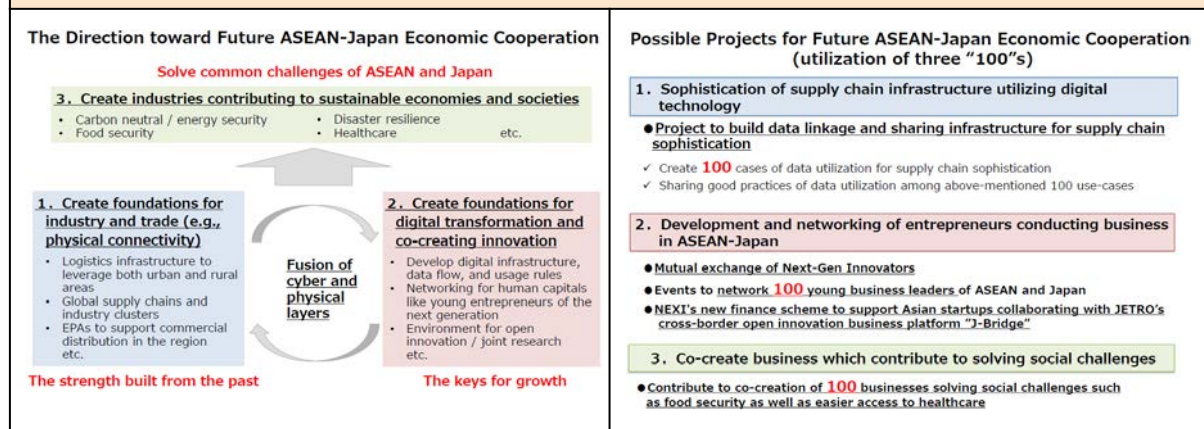 The Direction toward Future ASEAN-Japan Economic Cooperation
Solve common challenges of ASEAN and Japan
3. Create industries contributing to sustainable economies and societies
• Carbon neutral / energy security
• Food security
• Disaster resilience
• Healthcare etc.
1. Create foundations for
industry and trade (e.g.,
physical connectivity)
• Logistics infrastructure to
leverage both urban and rural
areas
• Global supply chains and
industry clusters
• EPAs to support commercial
distribution in the region
etc.
The strength built from the past
Fusion of
cyber and
physical
layers
2. Create foundations for
digital transformation and
co-creating innovation
• Develop digital infrastructure,
data flow, and usage rules
• Networking for human capitals
like young entrepreneurs of the
next generation
• Environment for open
innovation / joint research
etc.
The keys for growth
Possible Projects for Future ASEAN-Japan Economic Cooperation
(utilization of three “100”s)
1. Sophistication of supply chain infrastructure utilizing digital
technology
●Project to build data linkage and sharing infrastructure for supply chain
sophistication
✓ Create 100 cases of data utilization for supply chain sophistication
✓ Sharing good practices of data utilization among above-mentioned 100 use-cases
2. Development and networking of entrepreneurs conducting business
in ASEAN-Japan
●Mutual exchange of Next-Gen Innovators
●Events to network 100 young business leaders of ASEAN and Japan
●NEXI’s new finance scheme to support Asian startups collaborating with JETRO’s
cross-border open innovation business platform “J-Bridge”
3. Co-create business which contribute to solving social challenges
●Contribute to co-creation of 100 businesses solving social challenges such
as food security as well as easier access to healthcare